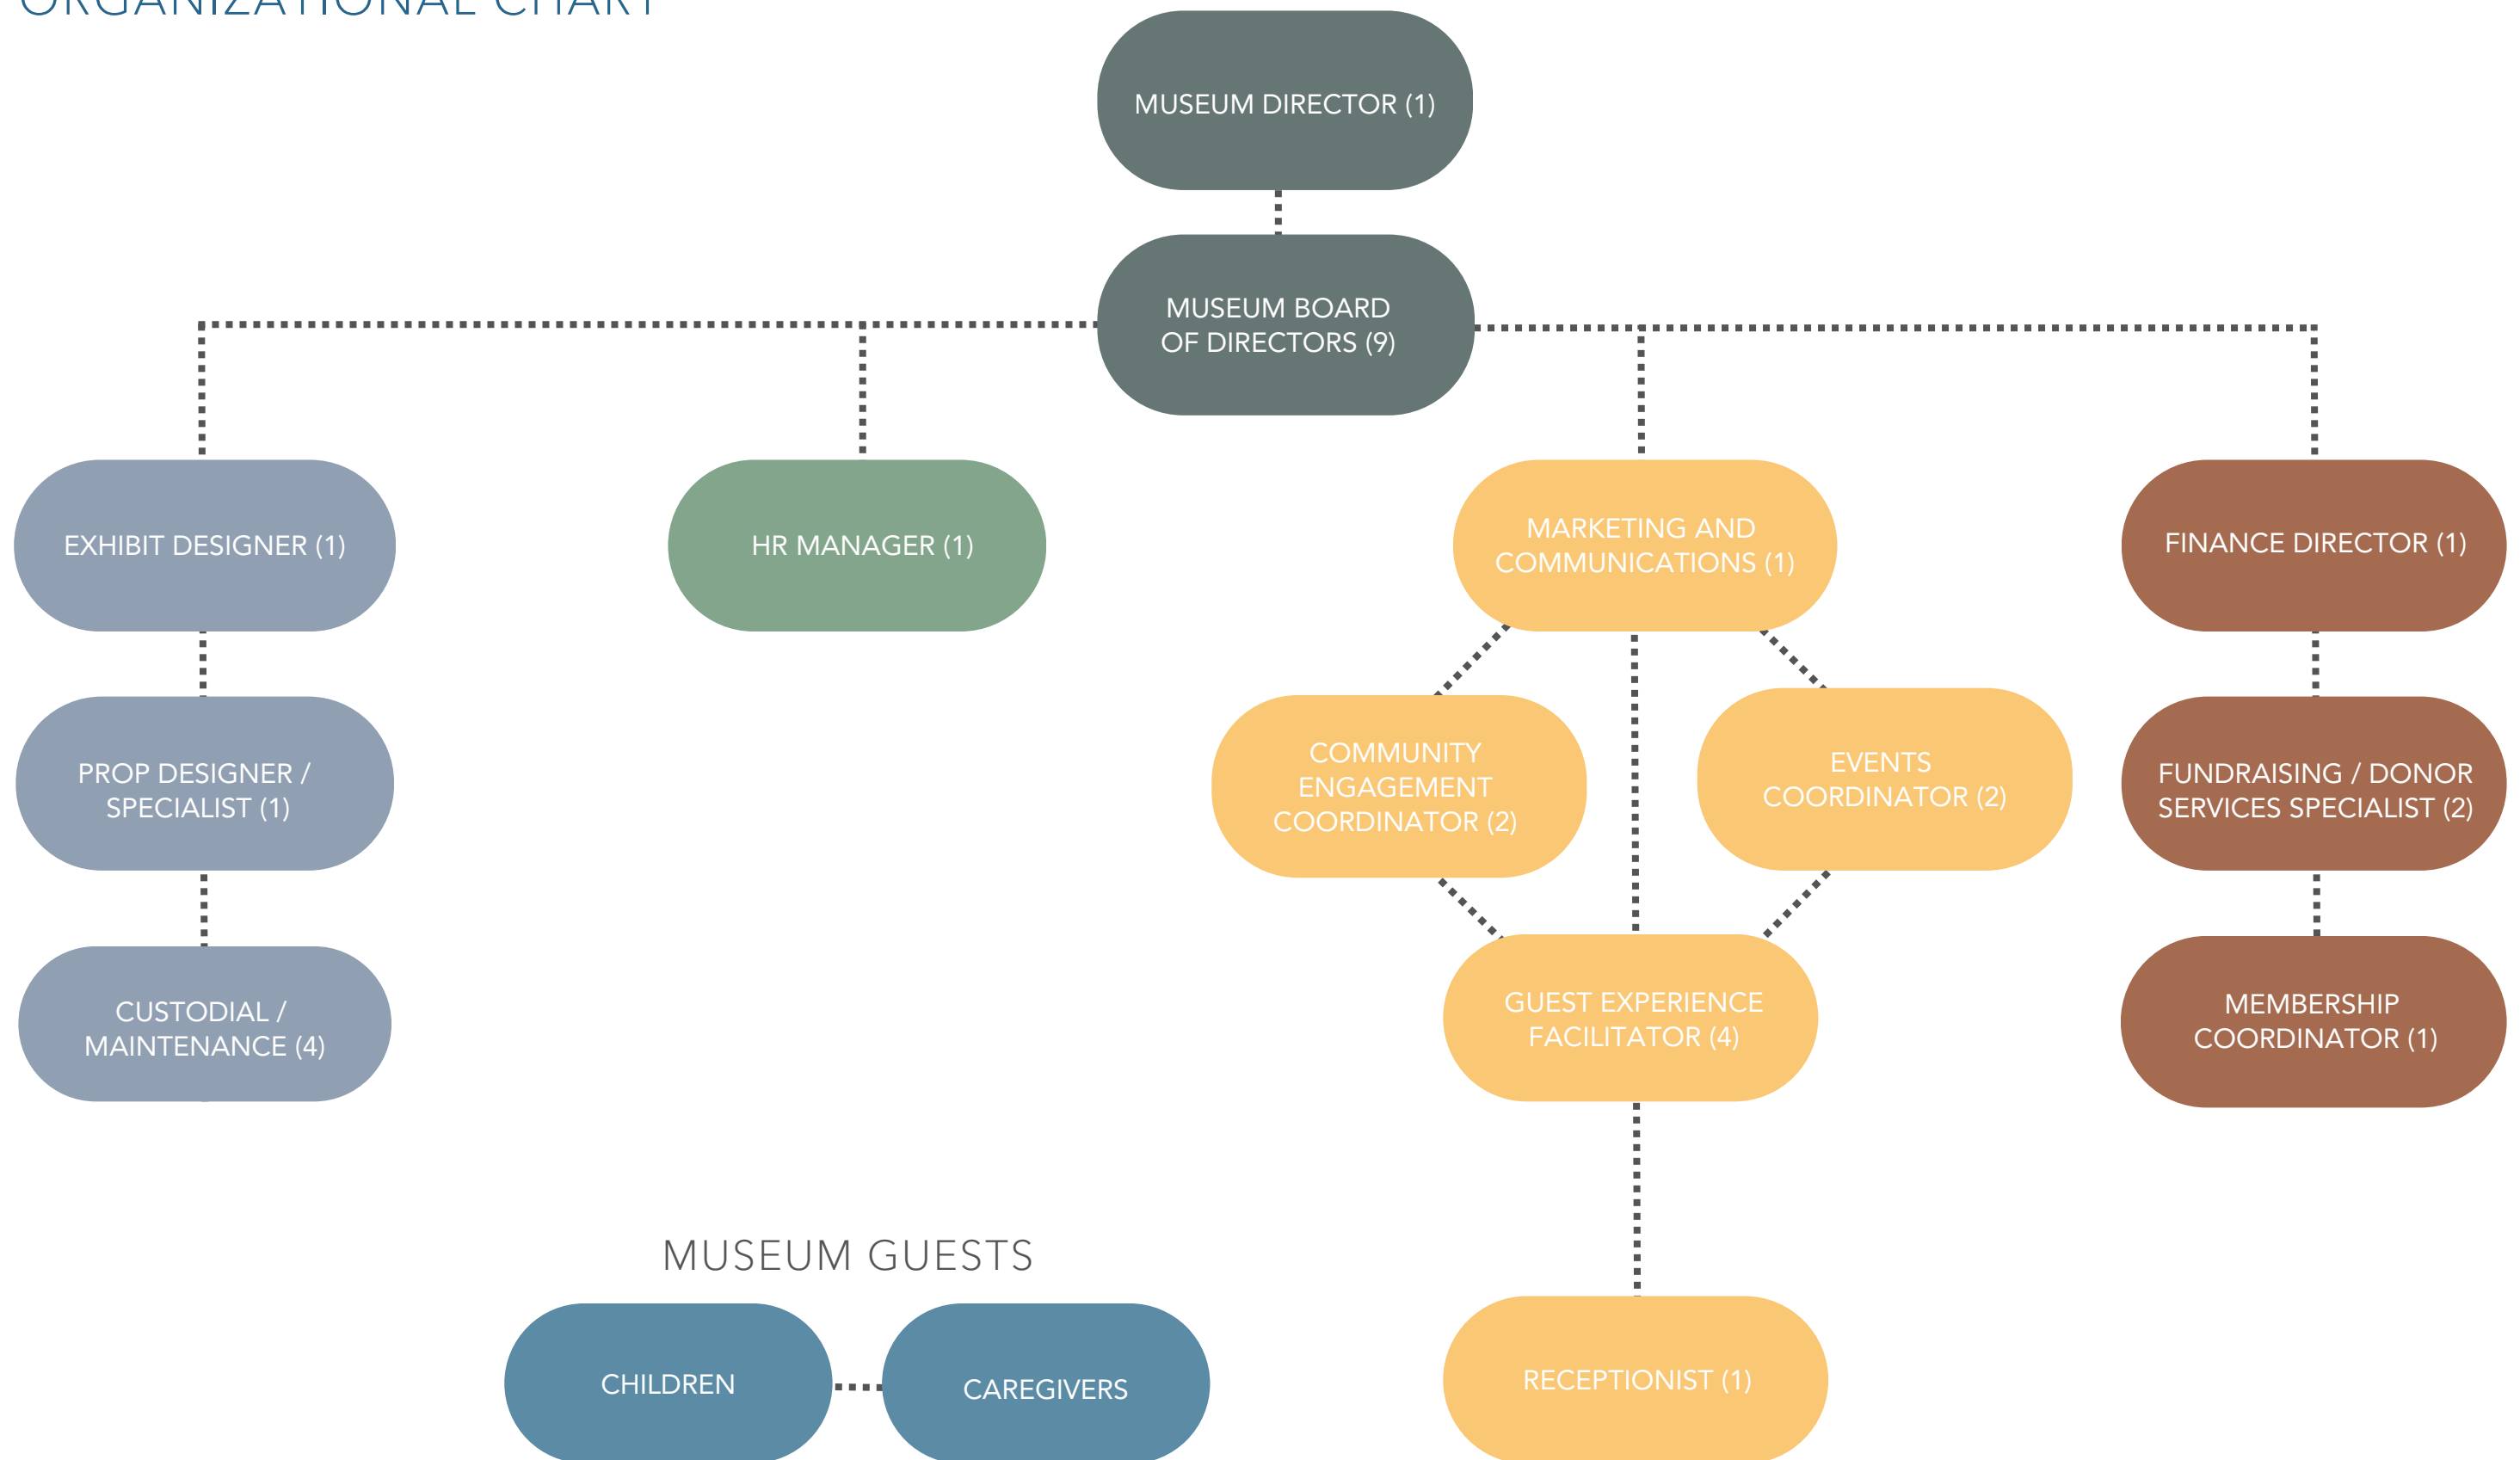 ORGANIZATIONAL CHART
MUSEUM DIRECTOR (1)
MUSEUM BOARD
OF DIRECTORS (9)
EXHIBIT DESIGNER (1)
HR MANAGER (1)
MARKETING AND
COMMUNICATIONS (1)
FINANCE DIRECTOR (1)
PROP DESIGNER /
SPECIALIST (1)
COMMUNITY
ENGAGEMENT
COORDINATOR (2)
EVENTS
COORDINATOR (2)
FUNDRAISING / DONOR
SERVICES SPECIALIST (2)
CUSTODIAL /
MAINTENANCE (4)
GUEST EXPERIENCE
FACILITATOR (4)
MEMBERSHIP
COORDINATOR (1)
MUSEUM GUESTS
CHILDREN
CAREGIVERS
RECEPTIONIST (1)